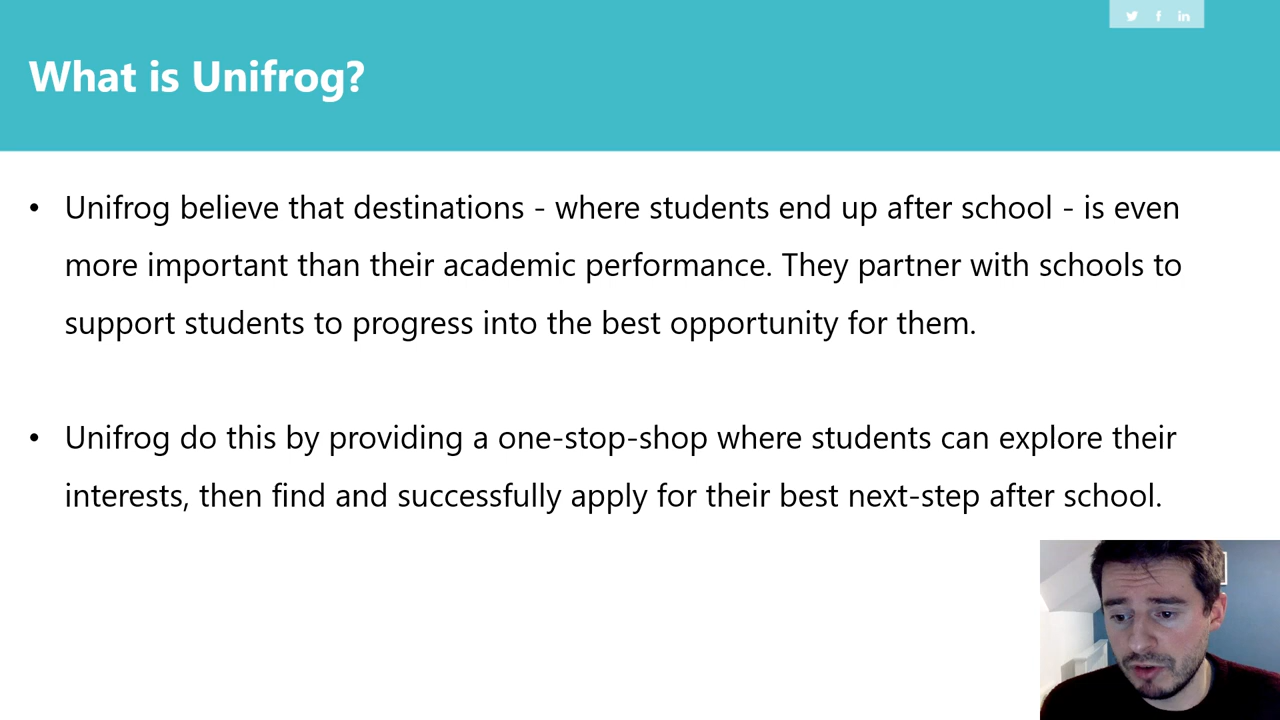 What is Unifrog?
• Unifrog believe that destinations - where students end up after school - is even
more important than their academic performance. They partner with schools to
support students to progress into the best opportunity for them.
• Unifrog do this by providing a one-stop-shop where students can explore their
interests, then find and successfully apply for their best next-step after school.